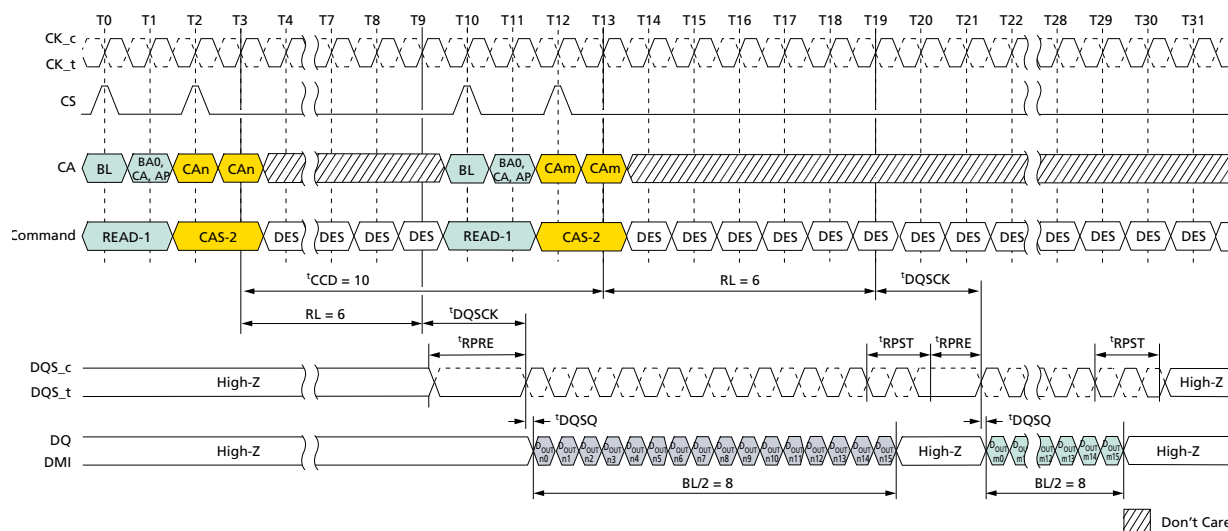 T0 T1 T2 T3 T4 T7 T8 T9 T10 T11 T12 T13 T14 T15 T16 T17 T18 T19 T20 T21 T22 T28 T29 T30 T31
CK_c
CK_t
CS
CA BL BA0, CA, AP CAn CAn BL BA0, CA, AP CAm CAm
Command READ-1 CAS-2 DES DES DES DES READ-1 CAS-2 DES DES DES DES DES DES DES DES DES DES DES DES DES
tCCD = 10 RL = 6 tDQSCK
RL = 6 tDQSCK
tRPRE tRPST tRPRE tRPST
DQS_c
DQS_t High-Z High-Z
tDQSQ tDQSQ
DQ
DMI High-Z DOUT n0 DOUT n1 DOUT n2 DOUT n3 DOUT n4 DOUT n5 DOUT n6 DOUT n7 DOUT n8 DOUT n9 DOUT n10 DOUT n11 DOUT n12 DOUT n13 DOUT n14 DOUT n15 High-Z DOUT m0 DOUT m12 DOUT m13 DOUT m14 DOUT m15 High-Z
BL/2 = 8 BL/2 = 8
Don't Care